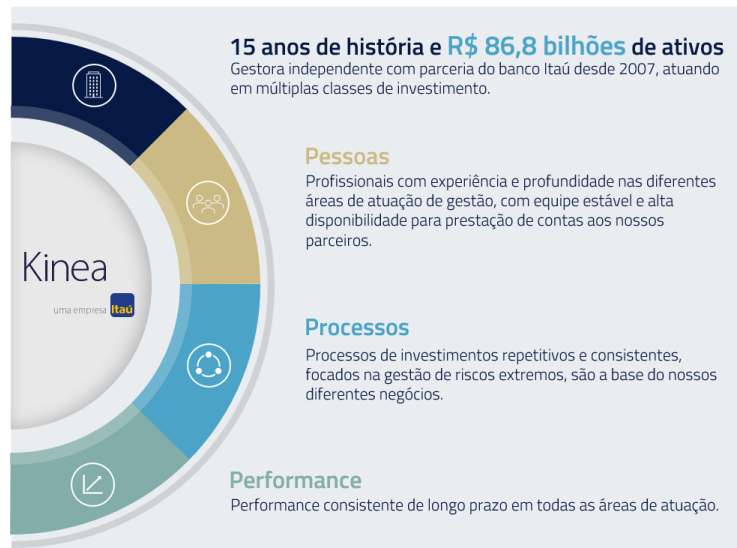 15 anos de história e R$ 86,8 bilhões de ativos
Gestora independente com parceria do banco Itaú desde 2007, atuando
em múltiplas classes de investimento.
Pessoas
Profissionais com experiência e profundidade nas diferentes
áreas de atuação de gestão, com equipe estável e alta
disponibilidade para prestação de contas aos nossos
parceiros.
Kinea
uma empresa Itaú
Processos
Processos de investimentos repetitivos e consistentes,
focados na gestão de riscos extremos, são a base do nossos
diferentes negócios.
Performance
Performance consistente de longo prazo em todas as áreas de atuação.